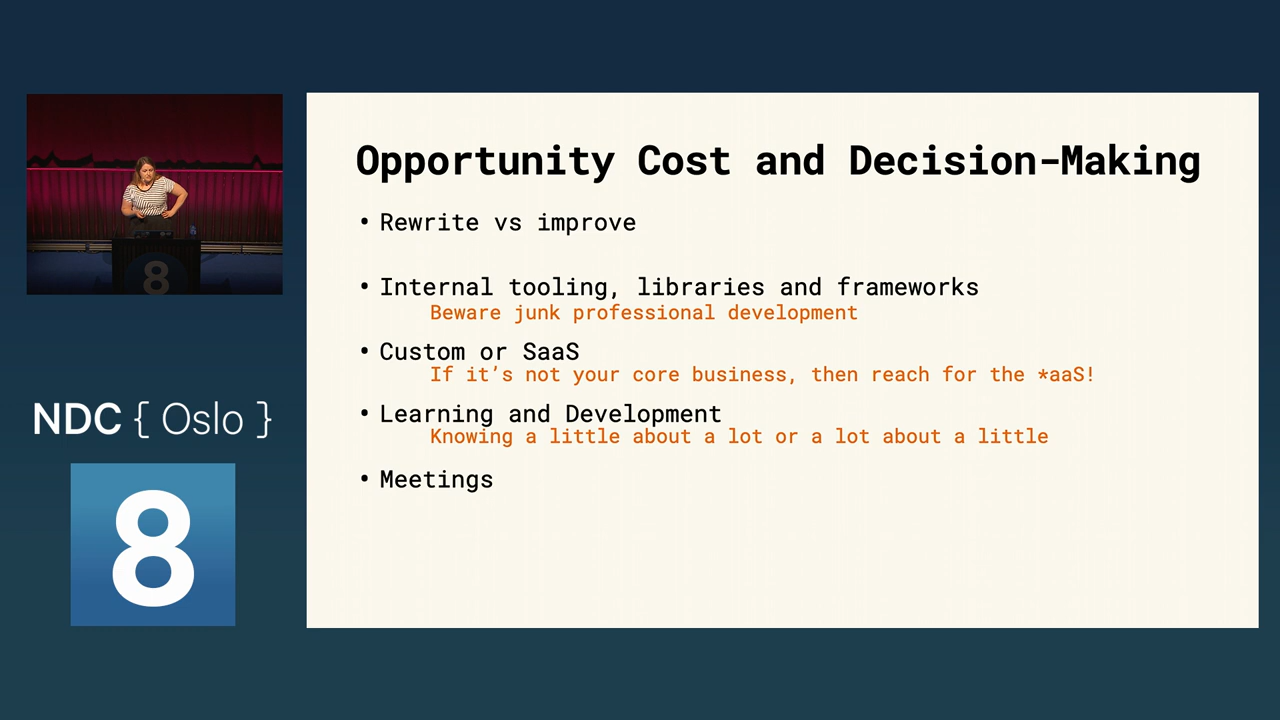 Opportunity Cost and Decision-Making
• Rewrite vs improve
• Internal tooling, libraries and frameworks
Beware junk professional development
• Custom or SaaS
If it’s not your core business, then reach for the *aaS!
• Learning and Development
Knowing a little about a lot or a lot about a little
• Meetings
8
NDC { Oslo }
8